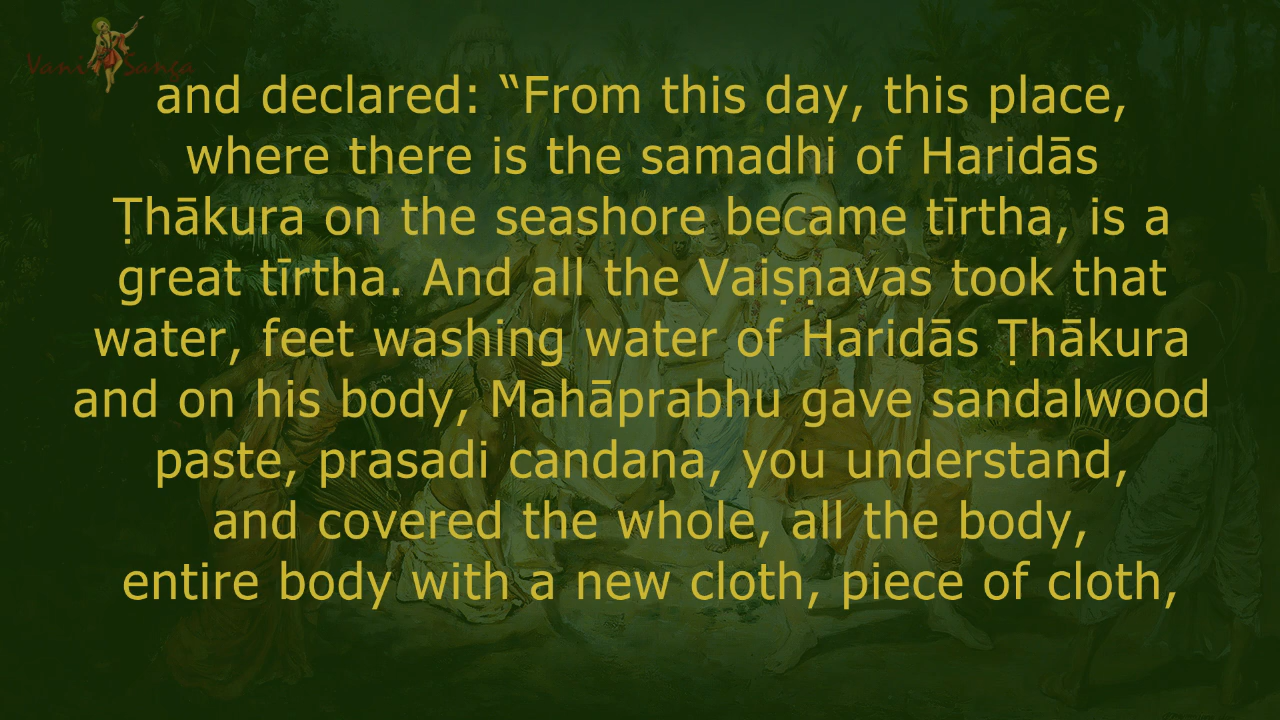 Vani Sanga
and declared: “From this day, this place,
where there is the samadhi of Haridās
Ṭhākura on the seashore became tīrtha, is a
great tīrtha. And all the Vaiṣṇavas took that
water, feet washing water of Haridās Ṭhākura
and on his body, Mahāprabhu gave sandalwood
paste, prasadi candana, you understand,
and covered the whole, all the body,
entire body with a new cloth, piece of cloth,